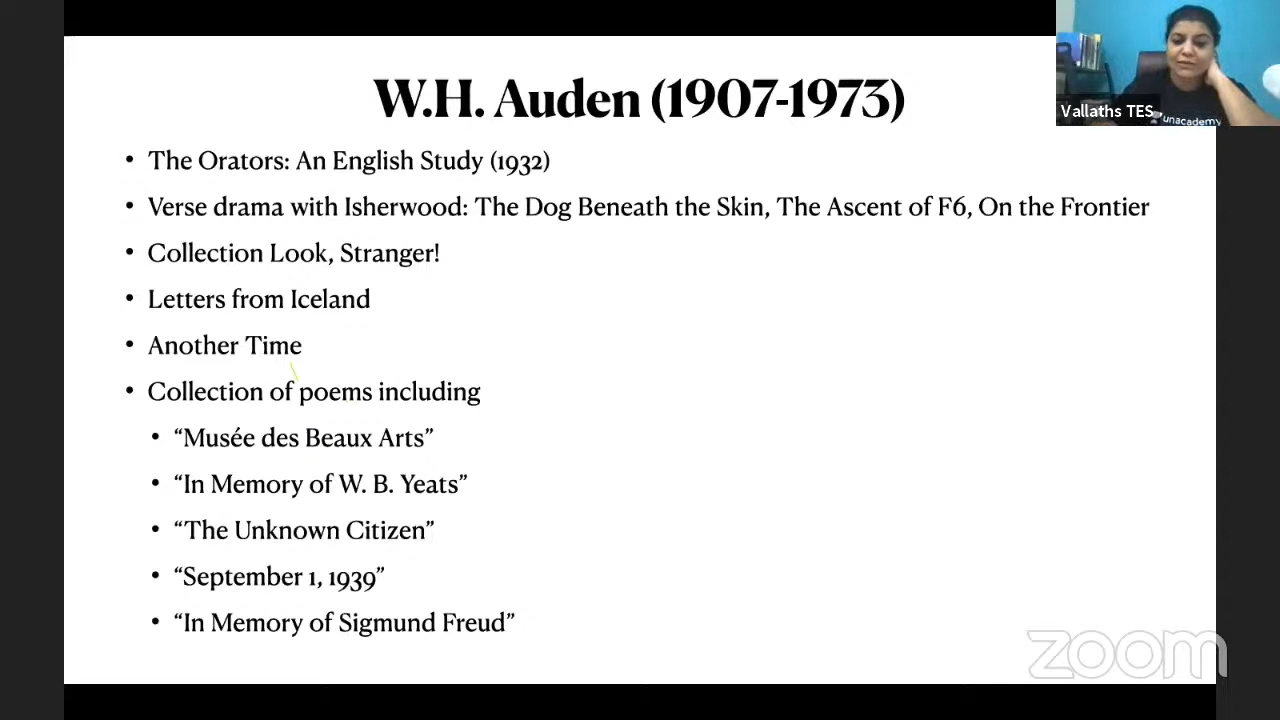 W.H. Auden (1907-1973)
Vallaths TES
unacademy
• The Orators: An English Study (1932)
• Verse drama with Isherwood: The Dog Beneath the Skin, The Ascent of F6, On the Frontier
• Collection Look, Stranger!
• Letters from Iceland
• Another Time
• Collection of poems including
• “Musée des Beaux Arts”
• “In Memory of W. B. Yeats”
• “The Unknown Citizen”
• “September 1, 1939”
• “In Memory of Sigmund Freud”
zoom